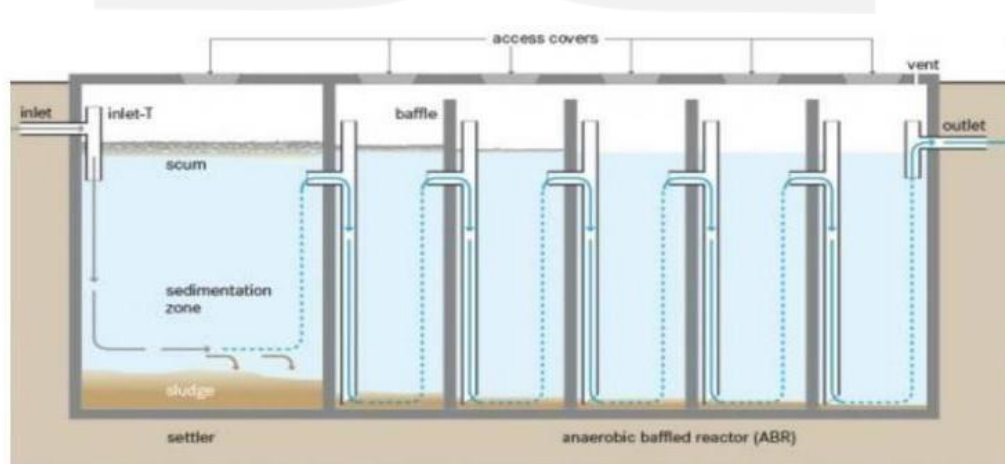 access covers
vent
inlet
inlet-T
baffle
outlet
scum
sedimentation
zone
sludge
settler
anaerobic baffled reactor (ABR)